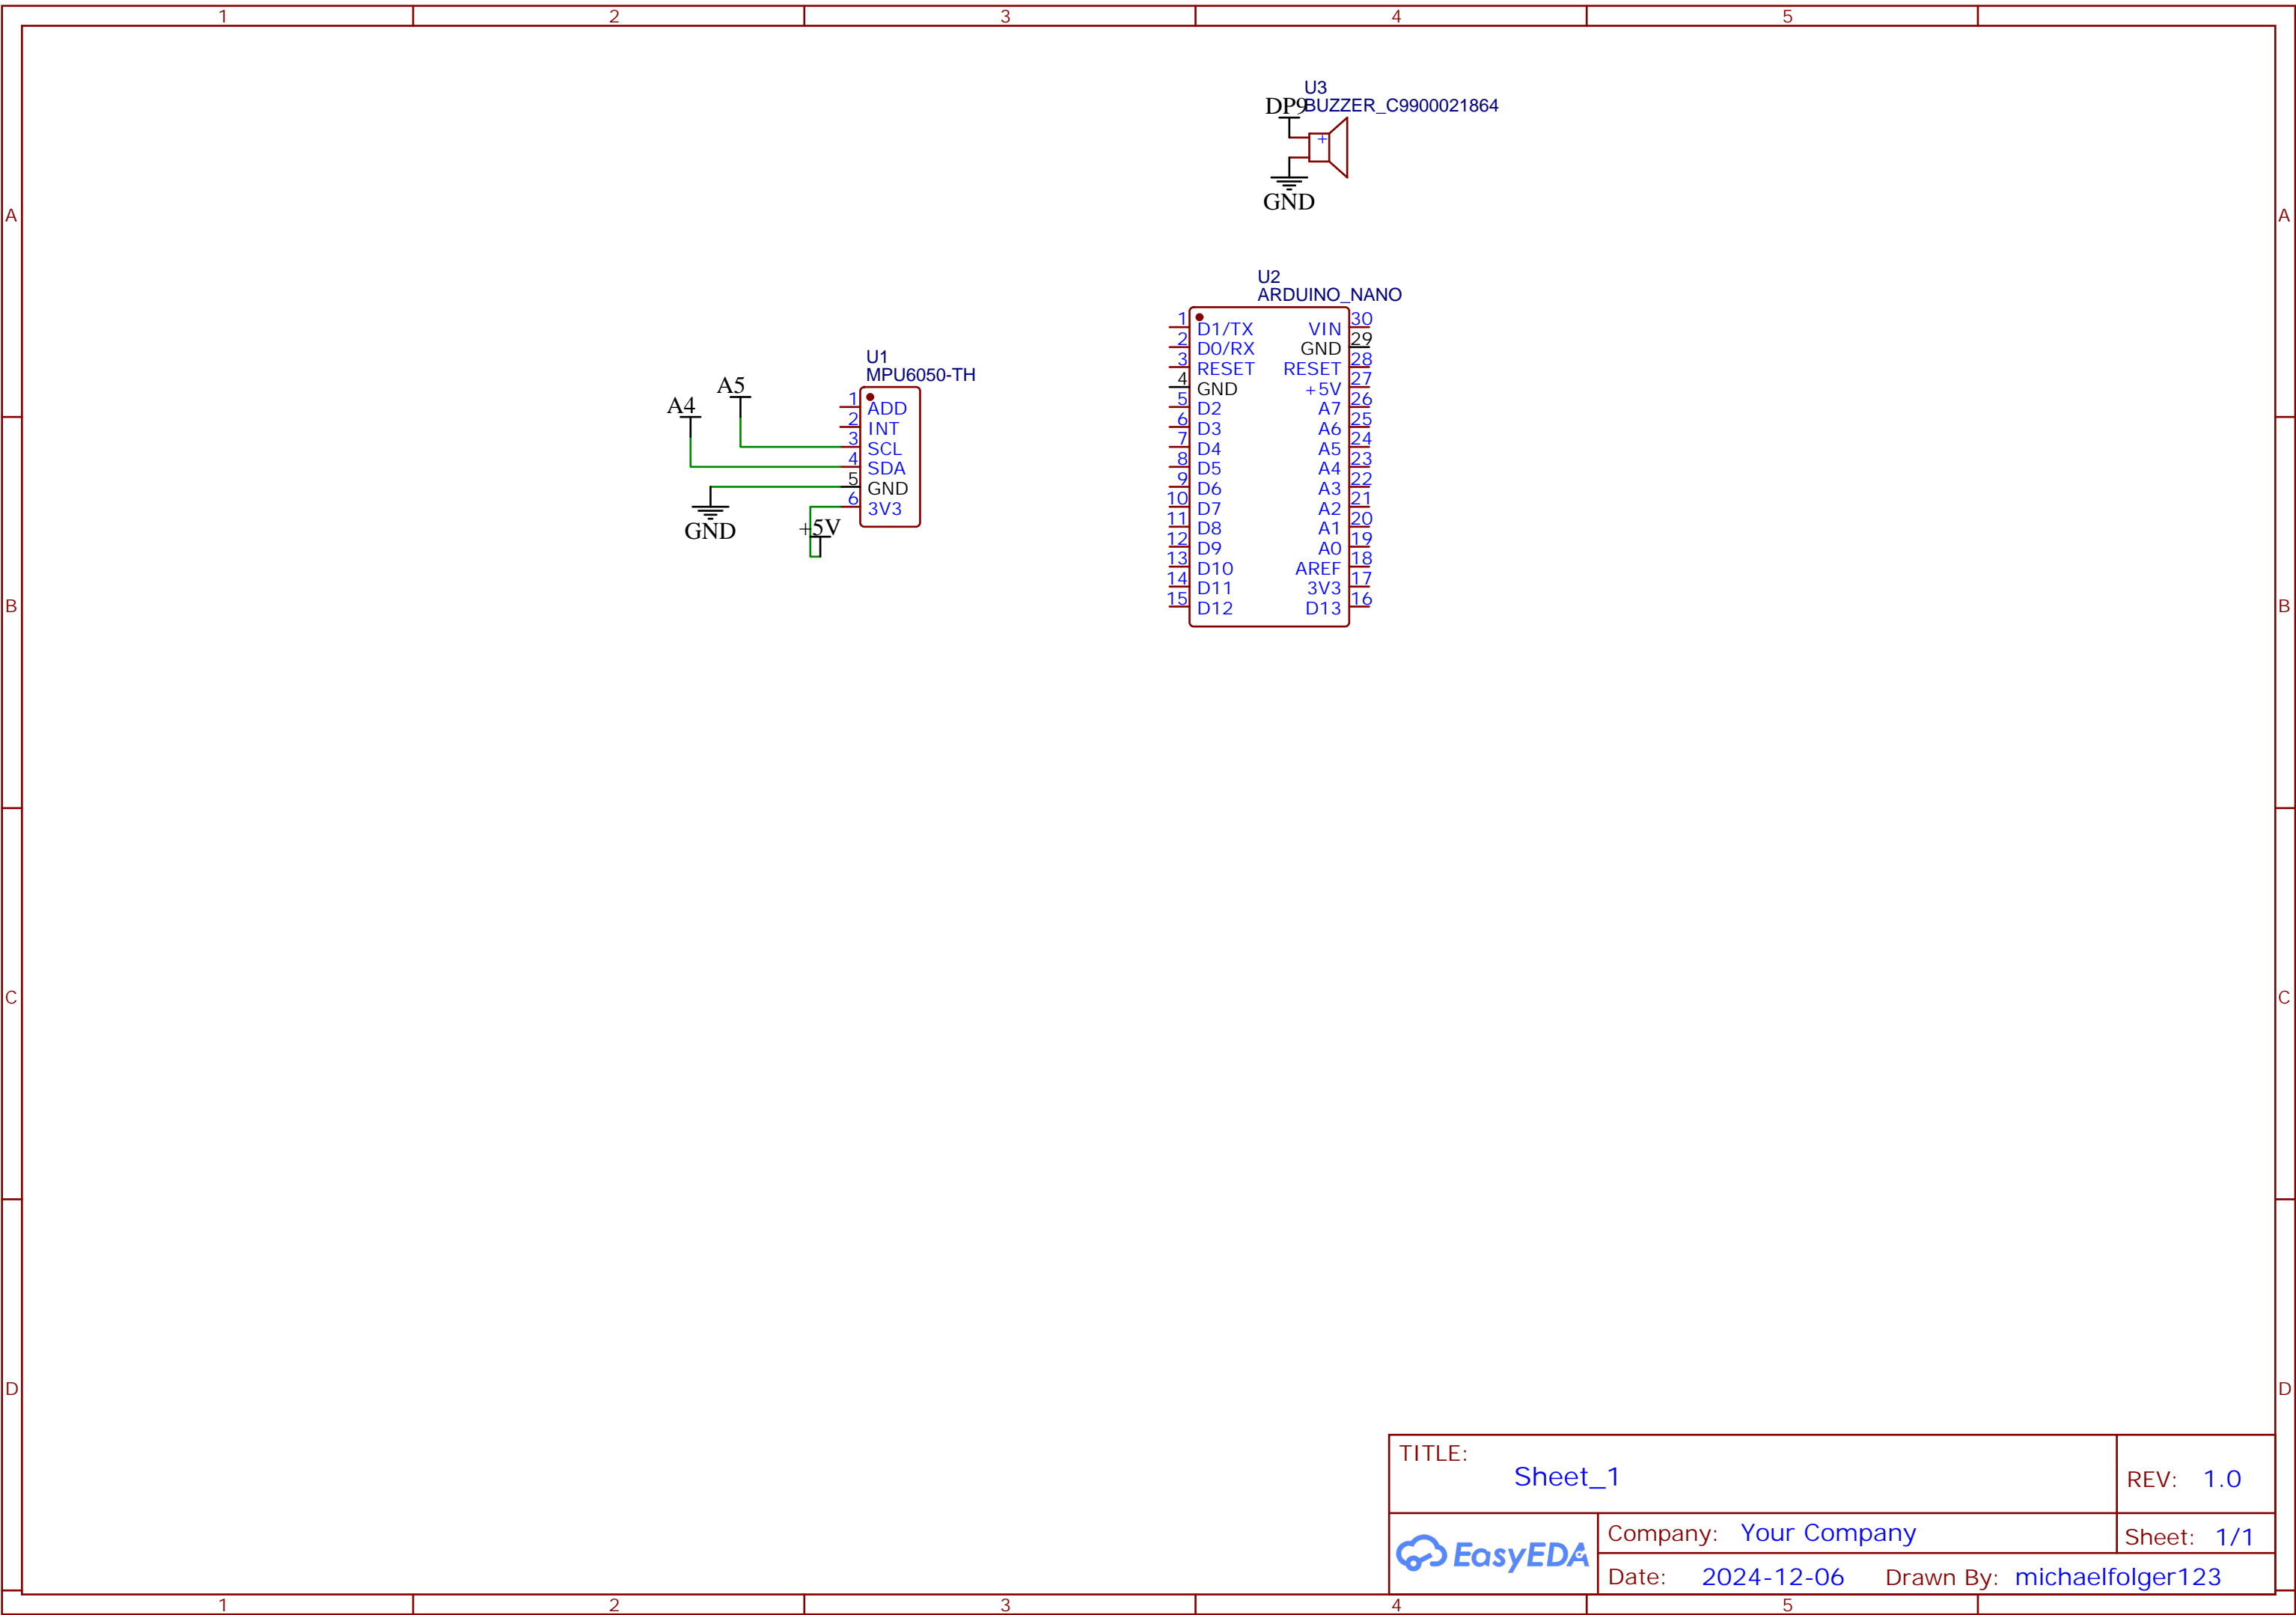 1 2 3 4 5
U3
DP9 BUZZER_C9900021864
+
GND
A A
U2
ARDUINO_NANO
1 D1/TX VIN 30
2 D0/RX GND 29
3 RESET RESET 28
4 GND +5V 27
5 D2 A7 26
6 D3 A6 25
7 D4 A5 24
8 D5 A4 23
9 D6 A3 22
10 D7 A2 21
11 D8 A1 20
12 D9 A0 19
13 D10 AREF 18
14 D11 3V3 17
15 D12 D13 16
U1
MPU6050-TH
A5
A4
1 ADD
2 INT
3 SCL
4 SDA
5 GND
6 3V3
+5V
GND
B B
C C
D D
TITLE:
Sheet_1
REV: 1.0
EasyEDA
Company: Your Company
Sheet: 1/1
Date: 2024-12-06 Drawn By: michaelfolger123
1 2 3 4 5